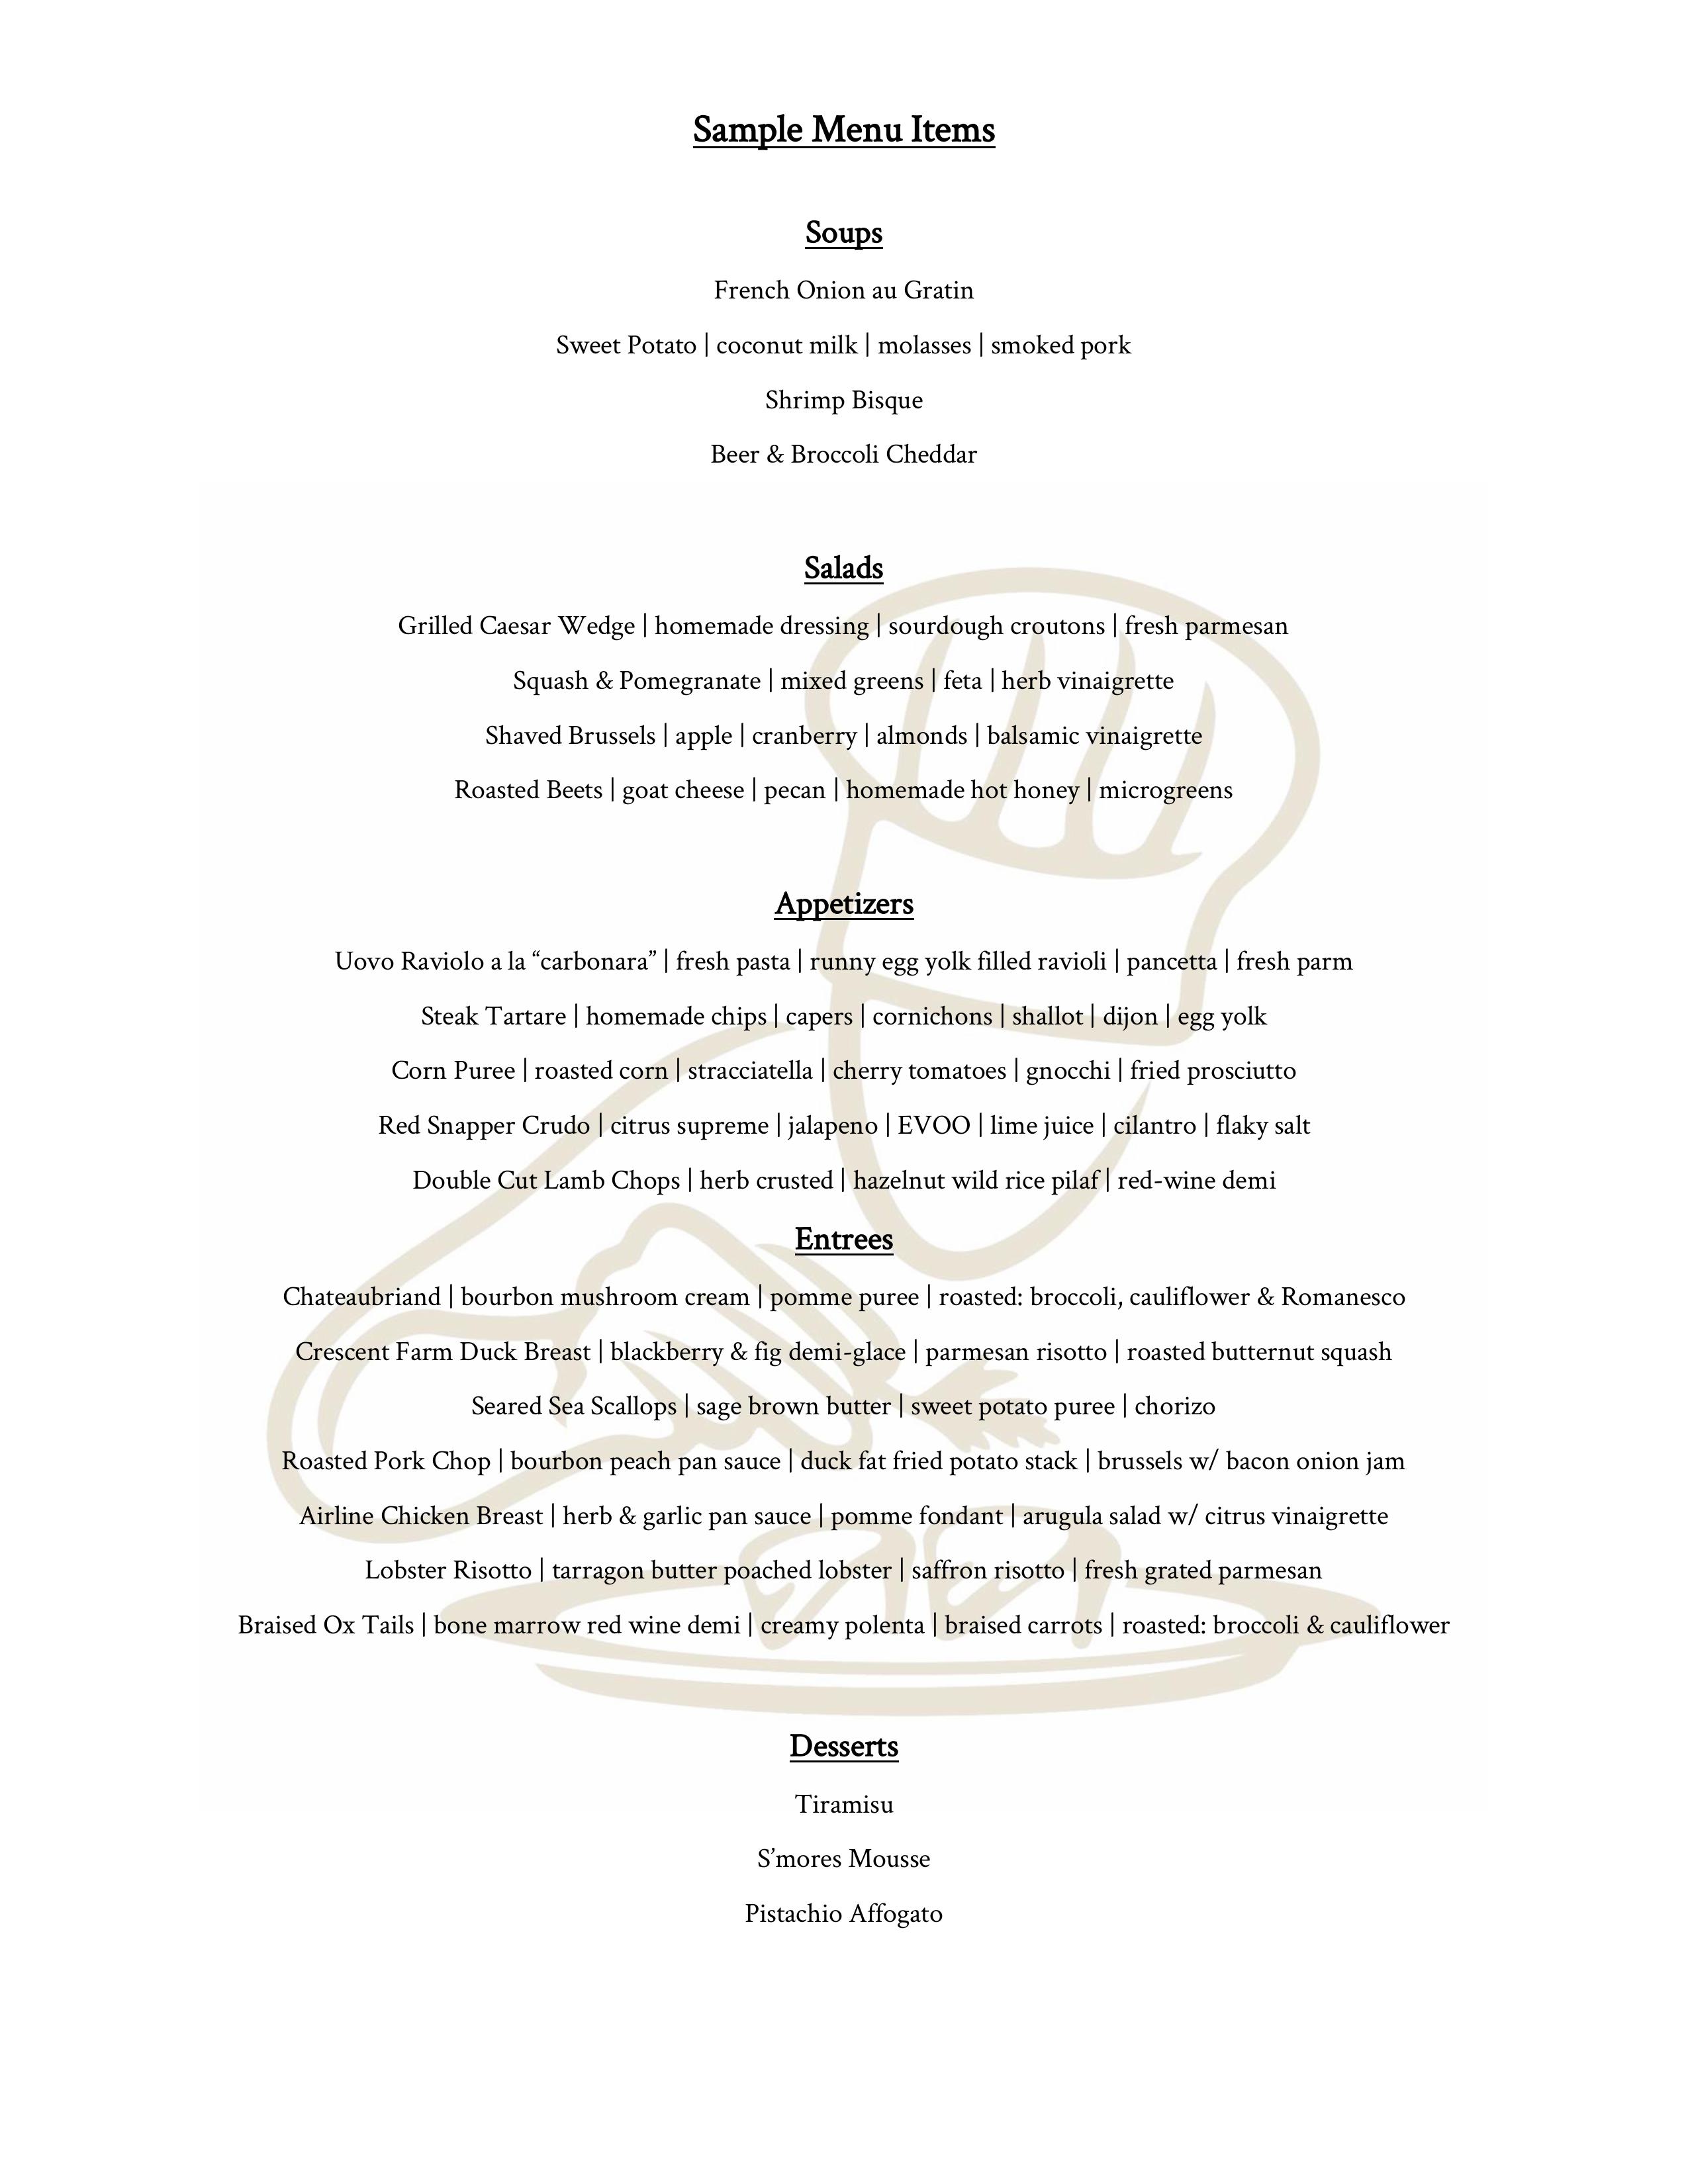 Sample Menu Items
Soups
French Onion au Gratin
Sweet Potato | coconut milk | molasses | smoked pork
Shrimp Bisque
Beer & Broccoli Cheddar
Salads
Grilled Caesar Wedge | homemade dressing | sourdough croutons | fresh parmesan
Squash & Pomegranate | mixed greens | feta | herb vinaigrette
Shaved Brussels | apple | cranberry | almonds | balsamic vinaigrette
Roasted Beets | goat cheese | pecan | homemade hot honey | microgreens
Appetizers
Uovo Raviolo a la “carbonara” | fresh pasta | runny egg yolk filled ravioli | pancetta | fresh parm
Steak Tartare | homemade chips | capers | cornichons | shallot | dijon | egg yolk
Corn Puree | roasted corn | stracciatella | cherry tomatoes | gnocchi | fried prosciutto
Red Snapper Crudo | citrus supreme | jalapeno | EVOO | lime juice | cilantro | flaky salt
Double Cut Lamb Chops | herb crusted | hazelnut wild rice pilaf | red-wine demi
Entrees
Chateaubriand | bourbon mushroom cream | pomme puree | roasted: broccoli, cauliflower & Romanesco
Crescent Farm Duck Breast | blackberry & fig demi-glace | parmesan risotto | roasted butternut squash
Seared Sea Scallops | sage brown butter | sweet potato puree | chorizo
Roasted Pork Chop | bourbon peach pan sauce | duck fat fried potato stack | brussels w/ bacon onion jam
Airline Chicken Breast | herb & garlic pan sauce | pomme fondant | arugula salad w/ citrus vinaigrette
Lobster Risotto | tarragon butter poached lobster | saffron risotto | fresh grated parmesan
Braised Ox Tails | bone marrow red wine demi | creamy polenta | braised carrots | roasted: broccoli & cauliflower
Desserts
Tiramisu
S’mores Mousse
Pistachio Affogato